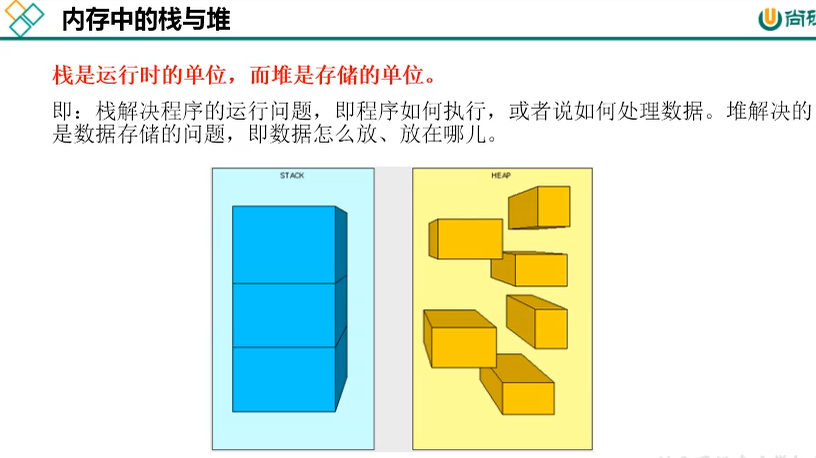 内存中的栈与堆
尚硅
栈是运行时的单位，而堆是存储的单位。
即：栈解决程序的运行问题，即程序如何执行，或者说如何处理数据。堆解决的
是数据存储的问题，即数据怎么放、放在哪儿。
STACK
HEAP